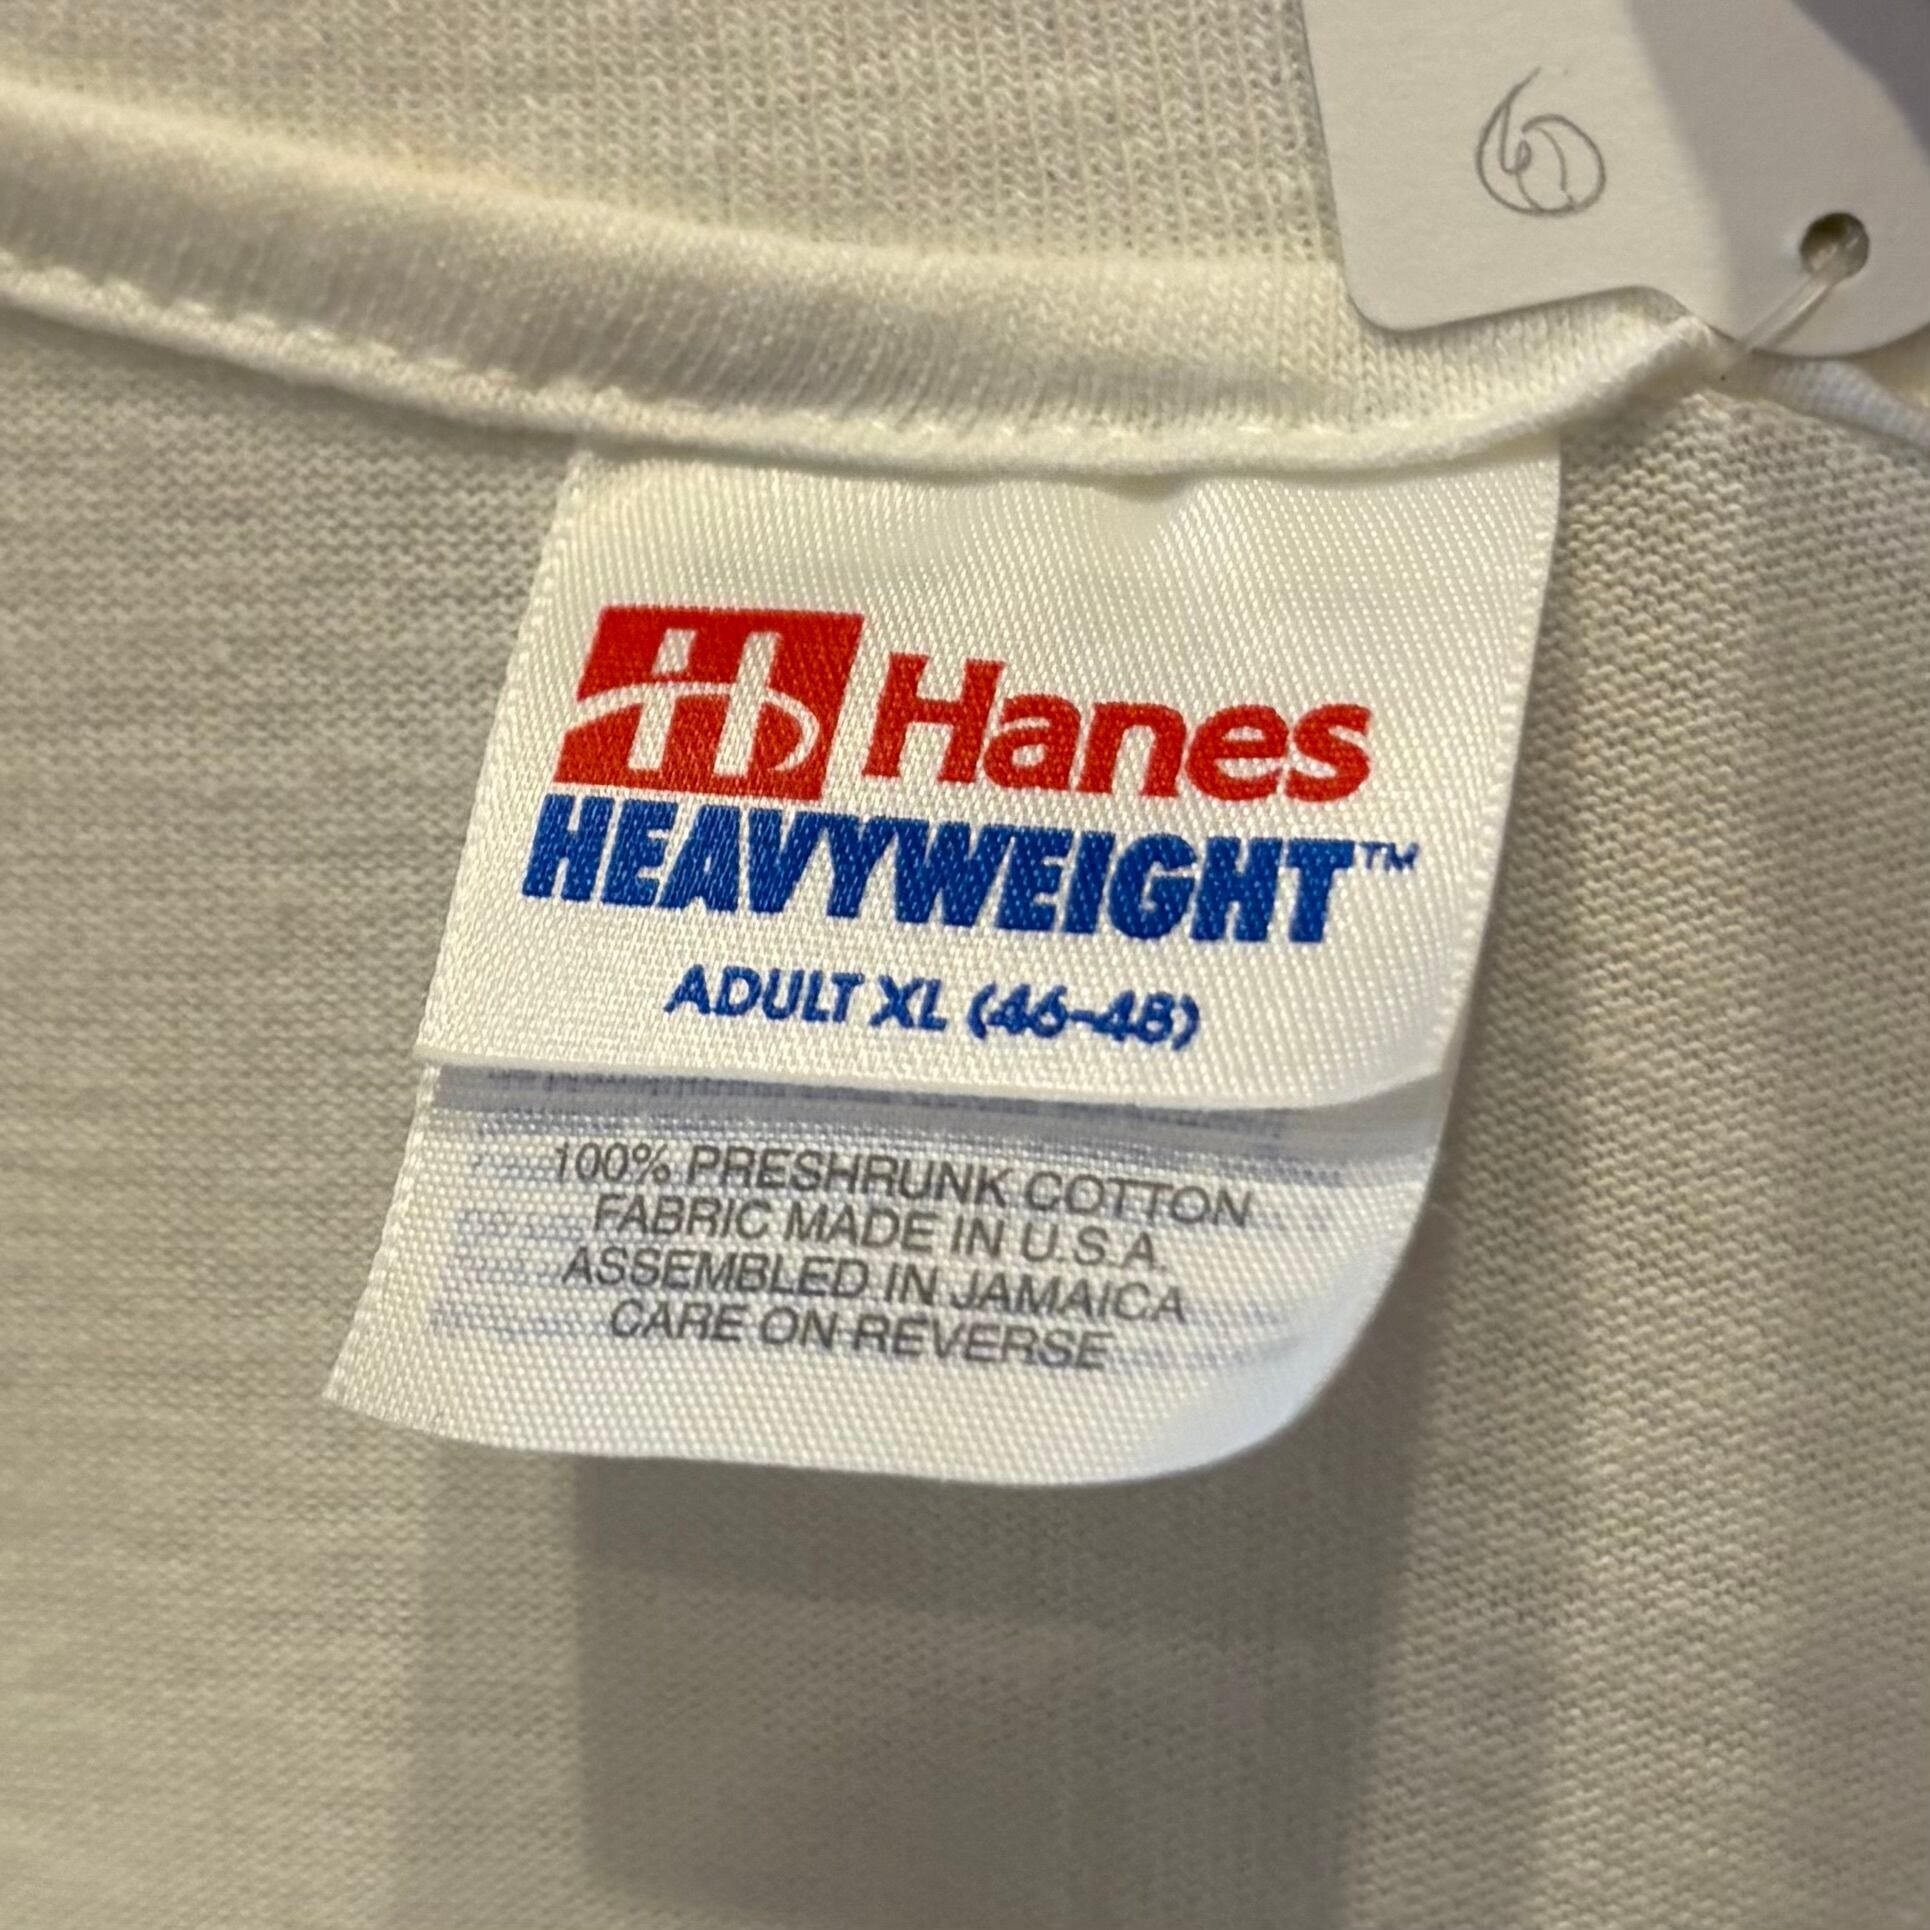 Hanes
HEAVYWEIGHT™
ADULT XL (46-48)
100% PRESHRUNK COTTON
FABRIC MADE IN U.S.A.
ASSEMBLED IN JAMAICA
CARE ON REVERSE